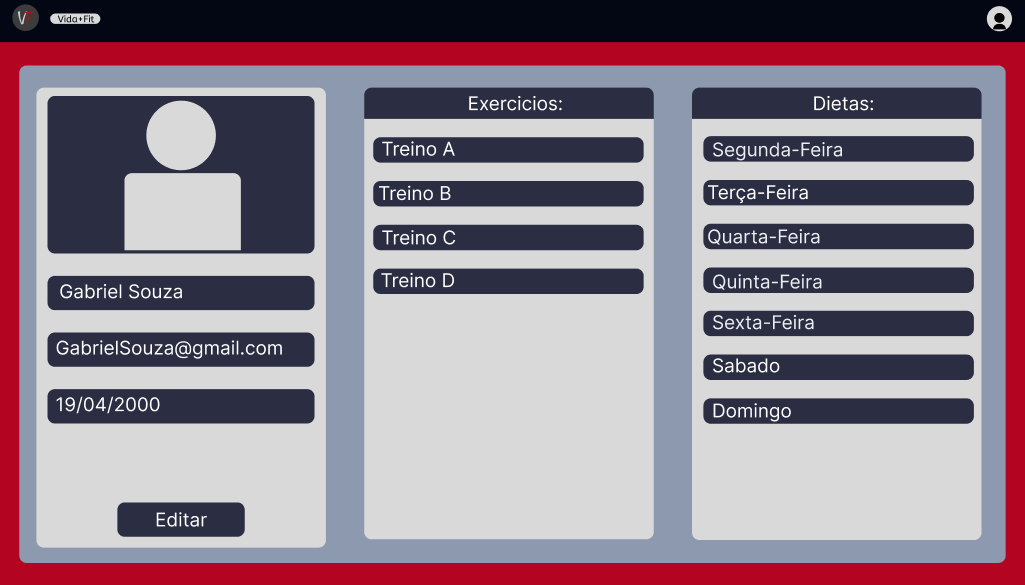 V
Vida+Fit
Gabriel Souza
GabrielSouza@gmail.com
19/04/2000
Editar
Exercicios:
Treino A
Treino B
Treino C
Treino D
Dietas:
Segunda-Feira
Terça-Feira
Quarta-Feira
Quinta-Feira
Sexta-Feira
Sabado
Domingo